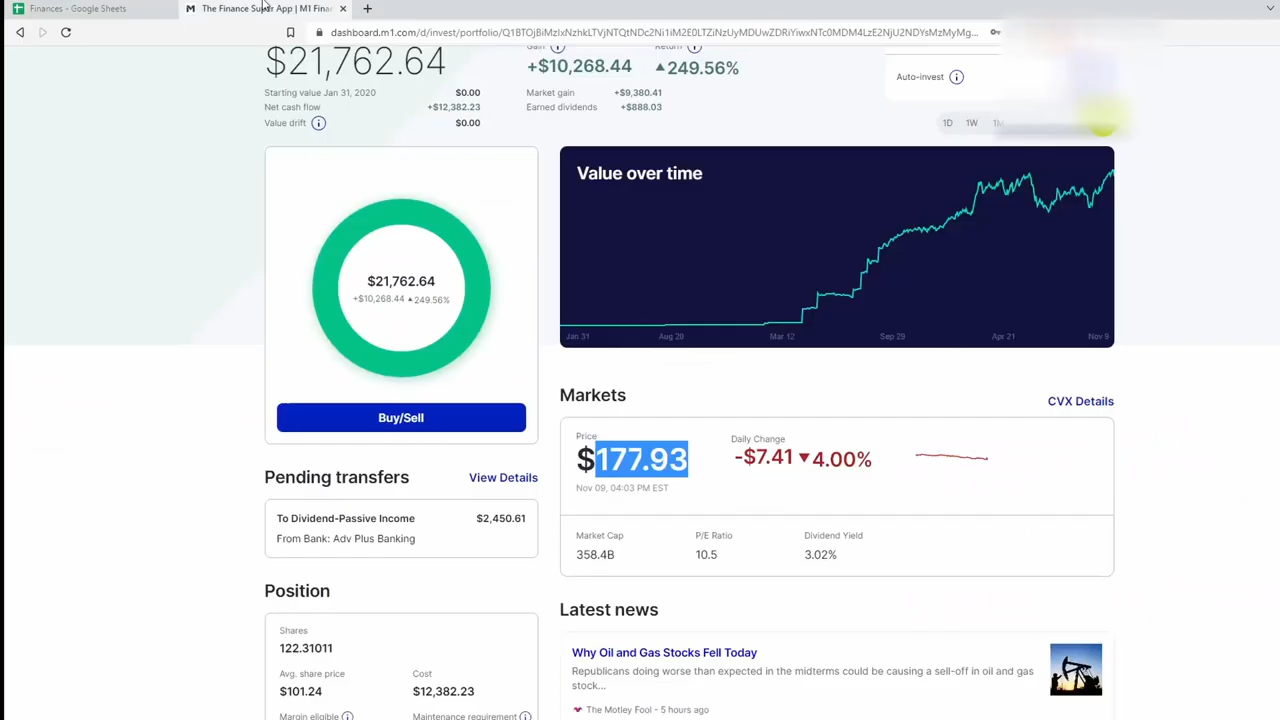 Finances - Google Sheets
The Finance Super App | M1 Finan
dashboard.m1.com/d/invest/portfolio/Q1BTOjBiMzIxNzhkLTVjNTQtNDc2Ni1iM2E0LTZiNzUyMDUwZDRiYiwxNTc0MDM4LzE2NjU2NDYsMzMyMg...
$21,762.64
Gain
Return
+$10,268.44
249.56%
Starting value Jan 31, 2020 $0.00
Net cash flow +$12,382.23
Value drift $0.00
Market gain +$9,380.41
Earned dividends +$888.03
Auto-invest
1D 1W 1M
$21,762.64
+$10,268.44 249.56%
Buy/Sell
Value over time
Jan 31 Aug 20 Mar 12 Sep 29 Apr 21 Nov 9
Pending transfers View Details
To Dividend-Passive Income $2,450.61
From Bank: Adv Plus Banking
Position
Shares
122.31011
Avg. share price Cost
$101.24 $12,382.23
Margin eligible Maintenance requirement
Markets CVX Details
Price
$177.93
Nov 09, 04:03 PM EST
Daily Change
-$7.41 4.00%
Market Cap P/E Ratio Dividend Yield
358.4B 10.5 3.02%
Latest news
Why Oil and Gas Stocks Fell Today
Republicans doing worse than expected in the midterms could be causing a sell-off in oil and gas
stock...
The Motley Fool - 5 hours ago